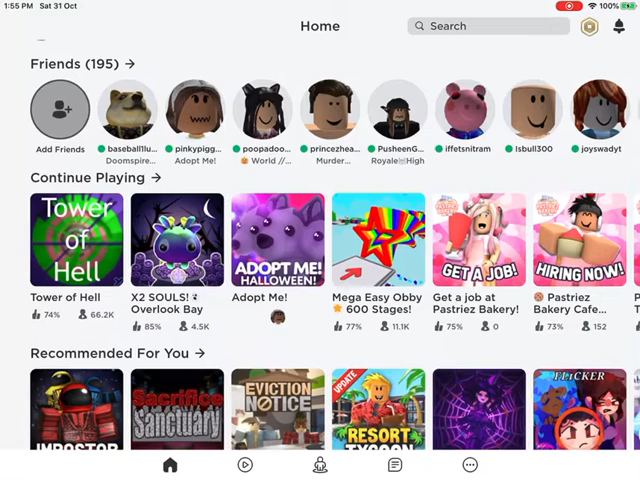 1:55 PM Sat 31 Oct
100%
Home
Search
Friends (195) →
Add Friends
baseball1lu...
Doomspire...
pinkypigg...
Adopt Me!
poopadoo...
World //...
princezhea...
Murder...
PusheenG...
Royale High
iffetsnitram
lsbull300
joyswadyt
Continue Playing →
Tower of Hell
ADOPT ME!
HALLOWEEN!
GET A JOB!
HIRING NOW!
Tower of Hell
74% 66.2K
X2 SOULS!
Overlook Bay
85% 4.5K
Adopt Me!
Mega Easy Obby
600 Stages!
77% 11.1K
Get a job at
Pastriez Bakery!
75% 0
Pastriez
Bakery Cafe...
73% 152
Recommended For You →
IMPOSTOR
Sacrifice
Sanctuary
EVICTION
NOTICE
UPDATE
RESORT
TYCOON
FLICKER